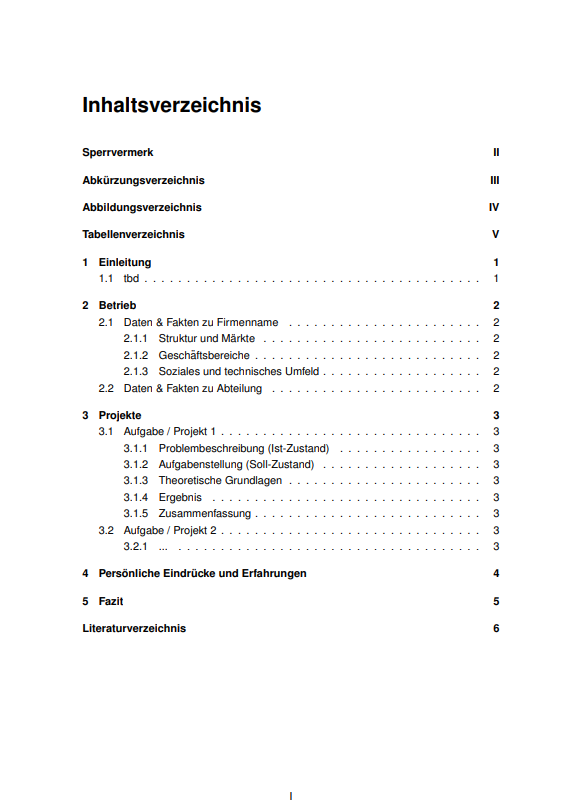 Inhaltsverzeichnis
Sperrvermerk II
Abkürzungsverzeichnis III
Abbildungsverzeichnis IV
Tabellenverzeichnis V
1 Einleitung 1
1.1 tbd . . . . . . . . . . . . . . . . . . . . 1
2 Betrieb 2
2.1 Daten & Fakten zu Firmenname . . . . . . . . . . . . . . . . . . . . 2
2.1.1 Struktur und Märkte . . . . . . . . . . . . . . . . . . . . 2
2.1.2 Geschäftsbereiche . . . . . . . . . . . . . . . . . . . . 2
2.1.3 Soziales und technisches Umfeld . . . . . . . . . . . . . . . . . . . . 2
2.2 Daten & Fakten zu Abteilung . . . . . . . . . . . . . . . . . . . . 2
3 Projekte 3
3.1 Aufgabe / Projekt 1 . . . . . . . . . . . . . . . . . . . . 3
3.1.1 Problembeschreibung (Ist-Zustand) . . . . . . . . . . . . . . . . . . 3
3.1.2 Aufgabenstellung (Soll-Zustand) . . . . . . . . . . . . . . . . . . . . 3
3.1.3 Theoretische Grundlagen . . . . . . . . . . . . . . . . . . . . 3
3.1.4 Ergebnis . . . . . . . . . . . . . . . . . . . . 3
3.1.5 Zusammenfassung . . . . . . . . . . . . . . . . . . . . 3
3.2 Aufgabe / Projekt 2 . . . . . . . . . . . . . . . . . . . . 3
3.2.1 ... . . . . . . . . . . . . . . . . . . . . 3
4 Persönliche Eindrücke und Erfahrungen 4
5 Fazit 5
Literaturverzeichnis 6
I